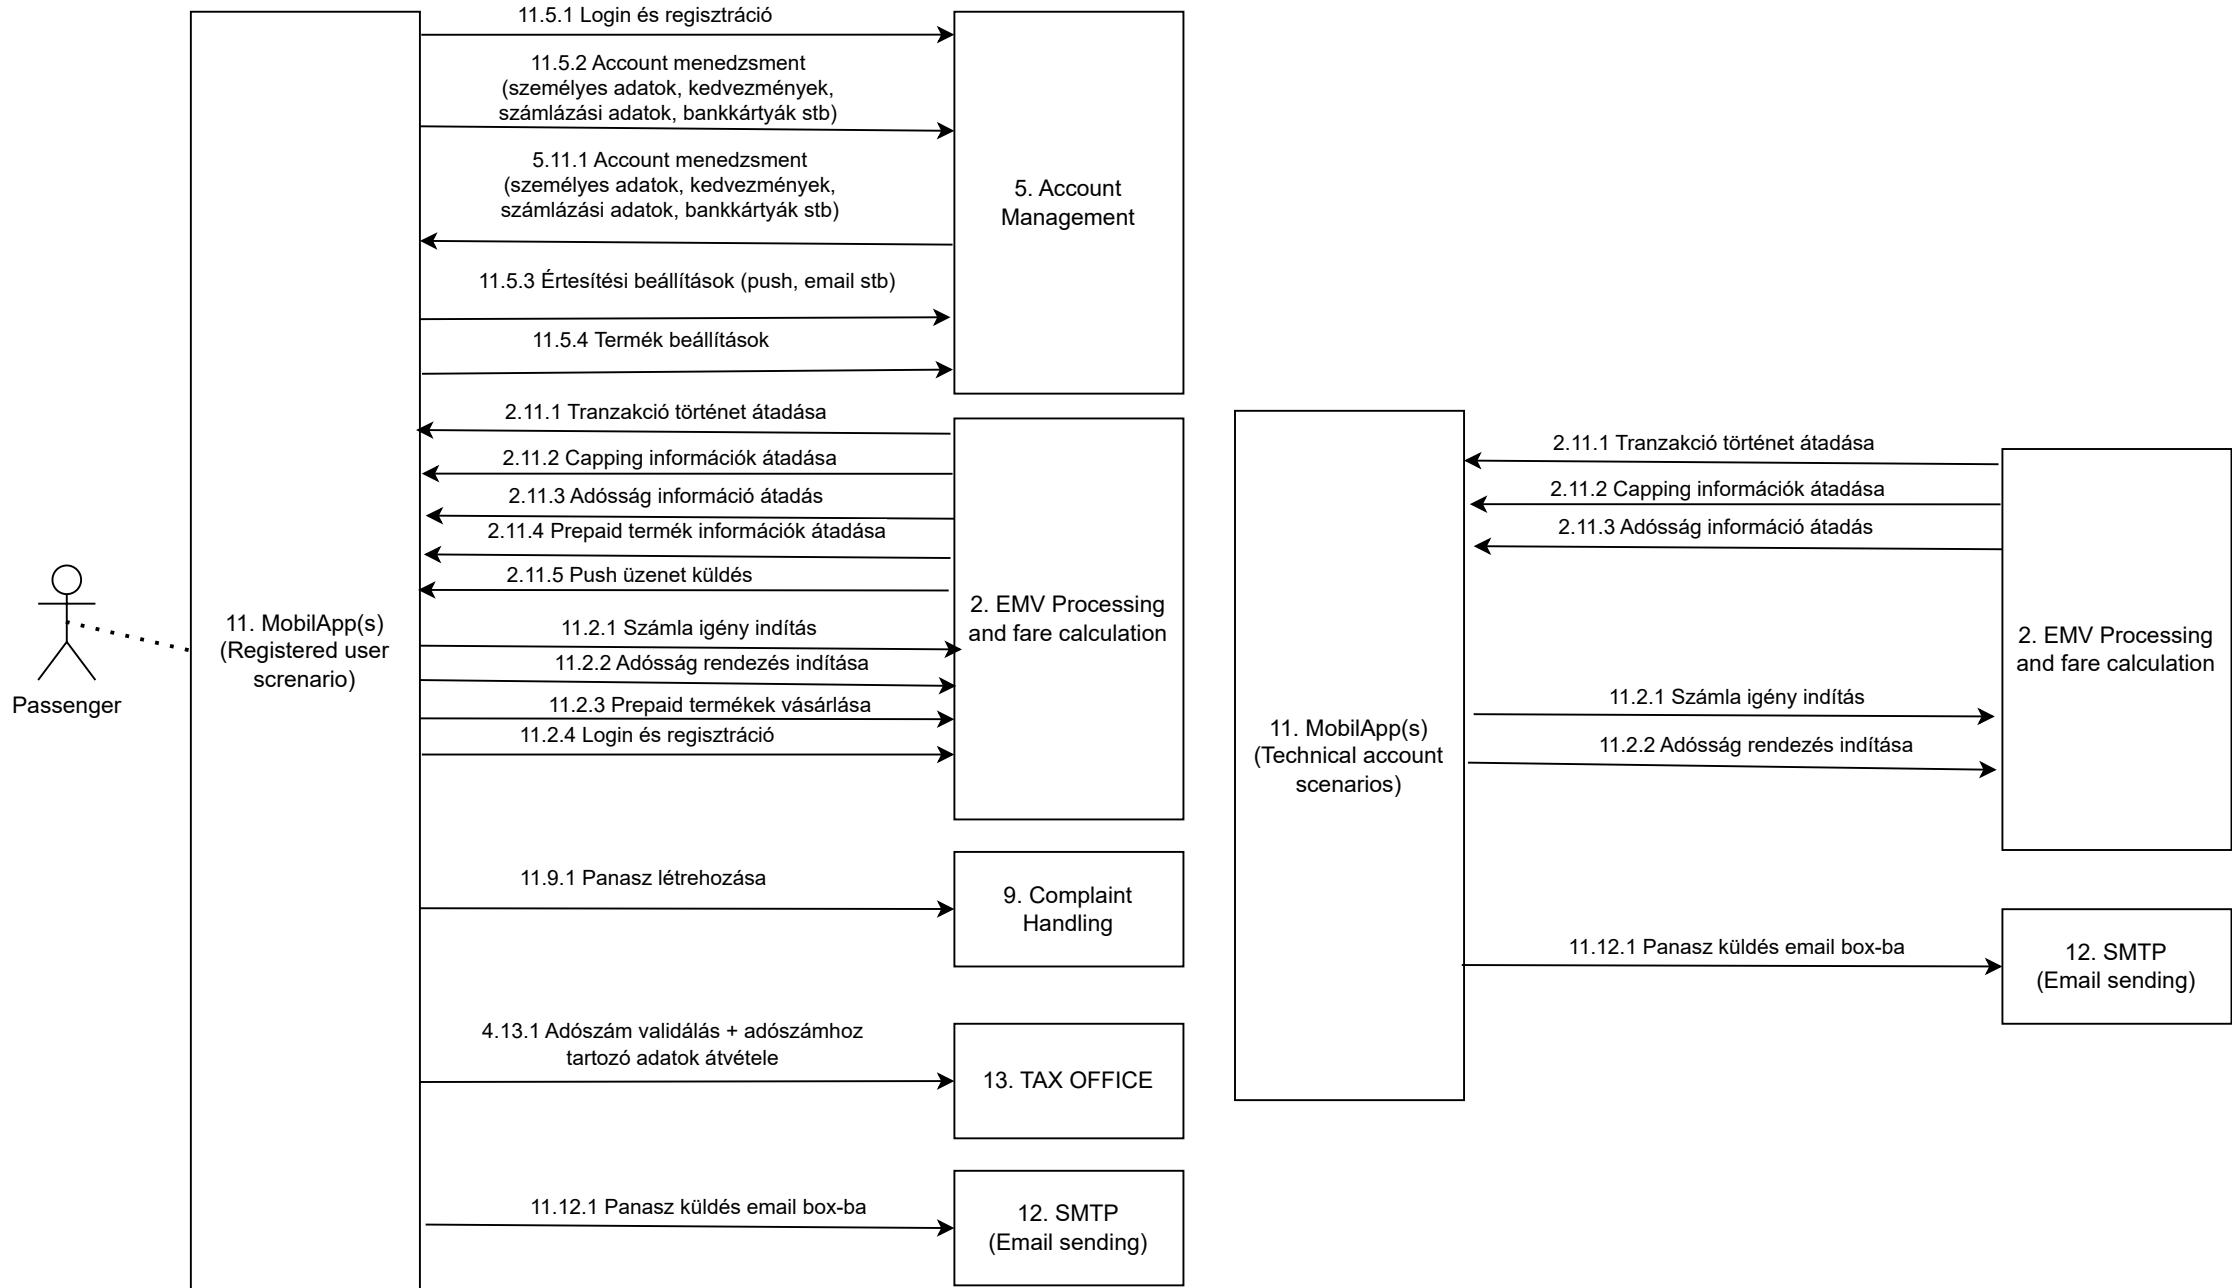 11.5.1 Login és regisztráció
11.5.2 Account menedzsment
(személyes adatok, kedvezmények,
számlázási adatok, bankkártyák stb)
5.11.1 Account menedzsment
(személyes adatok, kedvezmények,
számlázási adatok, bankkártyák stb)
11.5.3 Értesítési beállítások (push, email stb)
11.5.4 Termék beállítások
5. Account
Management
2.11.1 Tranzakció történet átadása
2.11.2 Capping információk átadása
2.11.3 Adósság információ átadás
2.11.4 Prepaid termék információk átadása
2.11.5 Push üzenet küldés
11.2.1 Számla igény indítás
11.2.2 Adósság rendezés indítása
11.2.3 Prepaid termékek vásárlása
11.2.4 Login és regisztráció
2. EMV Processing
and fare calculation
Passenger
11. MobilApp(s)
(Registered user
screnario)
11.9.1 Panasz létrehozása
9. Complaint
Handling
4.13.1 Adószám validálás + adószámhoz
tartozó adatok átvétele
13. TAX OFFICE
11.12.1 Panasz küldés email box-ba
12. SMTP
(Email sending)
11. MobilApp(s)
(Technical account
scenarios)
2.11.1 Tranzakció történet átadása
2.11.2 Capping információk átadása
2.11.3 Adósság információ átadás
11.2.1 Számla igény indítás
11.2.2 Adósság rendezés indítása
2. EMV Processing
and fare calculation
11.12.1 Panasz küldés email box-ba
12. SMTP
(Email sending)